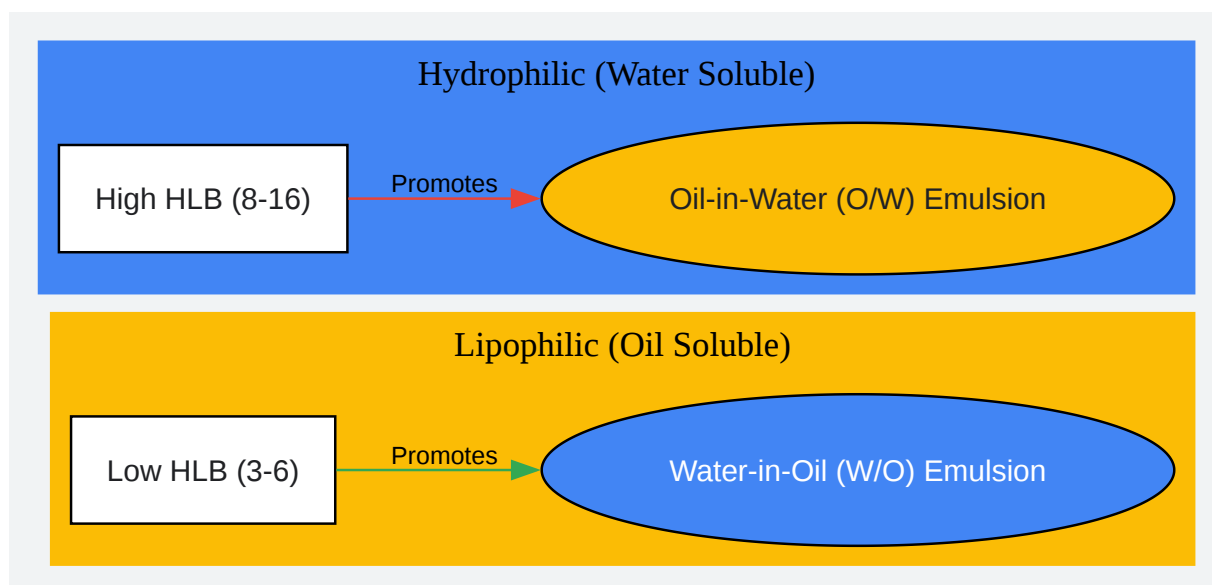 Hydrophilic (Water Soluble)
High HLB (8-16)
Promotes
Oil-in-Water (O/W) Emulsion
Lipophilic (Oil Soluble)
Low HLB (3-6)
Promotes
Water-in-Oil (W/O) Emulsion